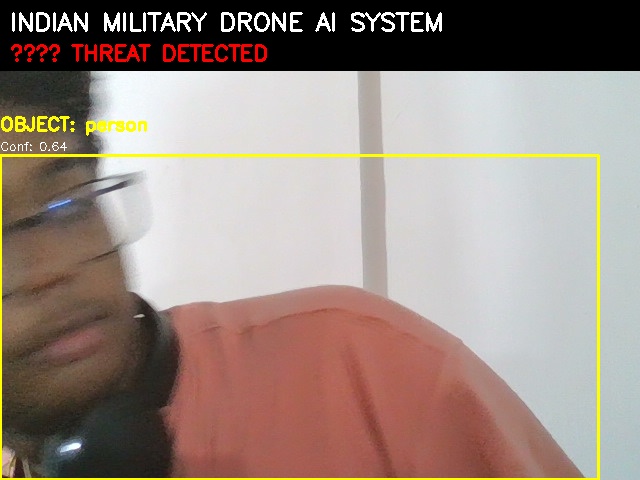 INDIAN MILITARY DRONE AI SYSTEM
???? THREAT DETECTED
OBJECT: person
Conf: 0.64